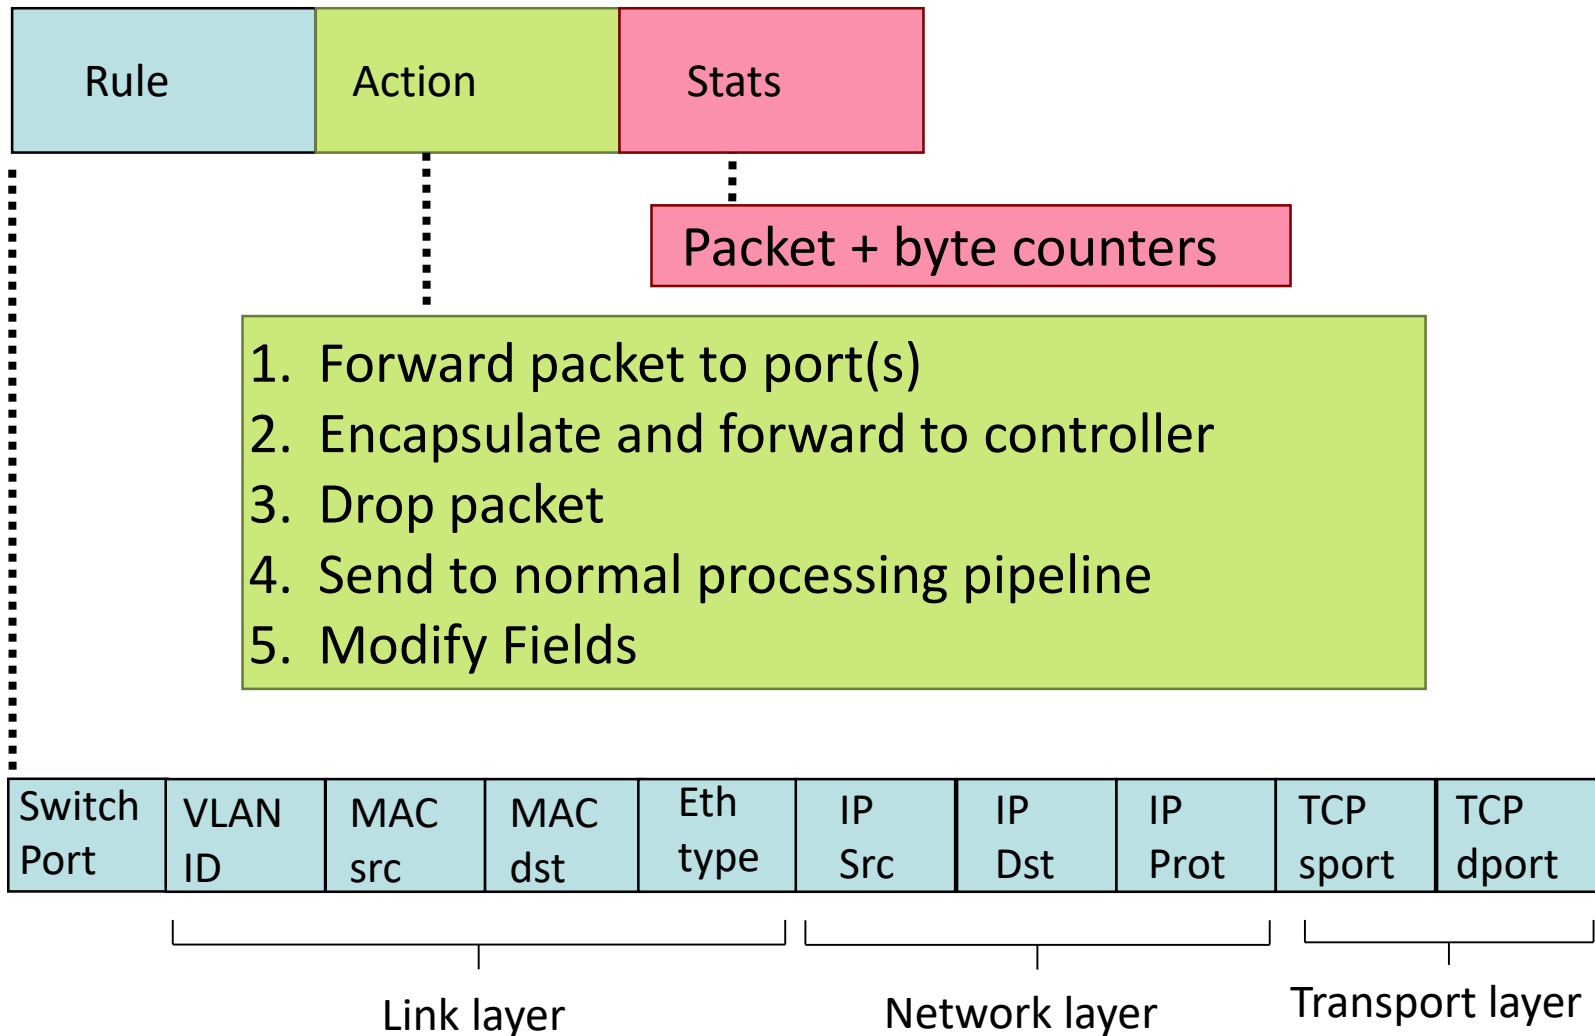 Rule
Action
Stats
Packet + byte counters
1. Forward packet to port(s)
2. Encapsulate and forward to controller
3. Drop packet
4. Send to normal processing pipeline
5. Modify Fields
Switch
Port
VLAN
ID
MAC
src
MAC
dst
Eth
type
IP
Src
IP
Dst
IP
Prot
TCP
sport
TCP
dport
Link layer
Network layer
Transport layer